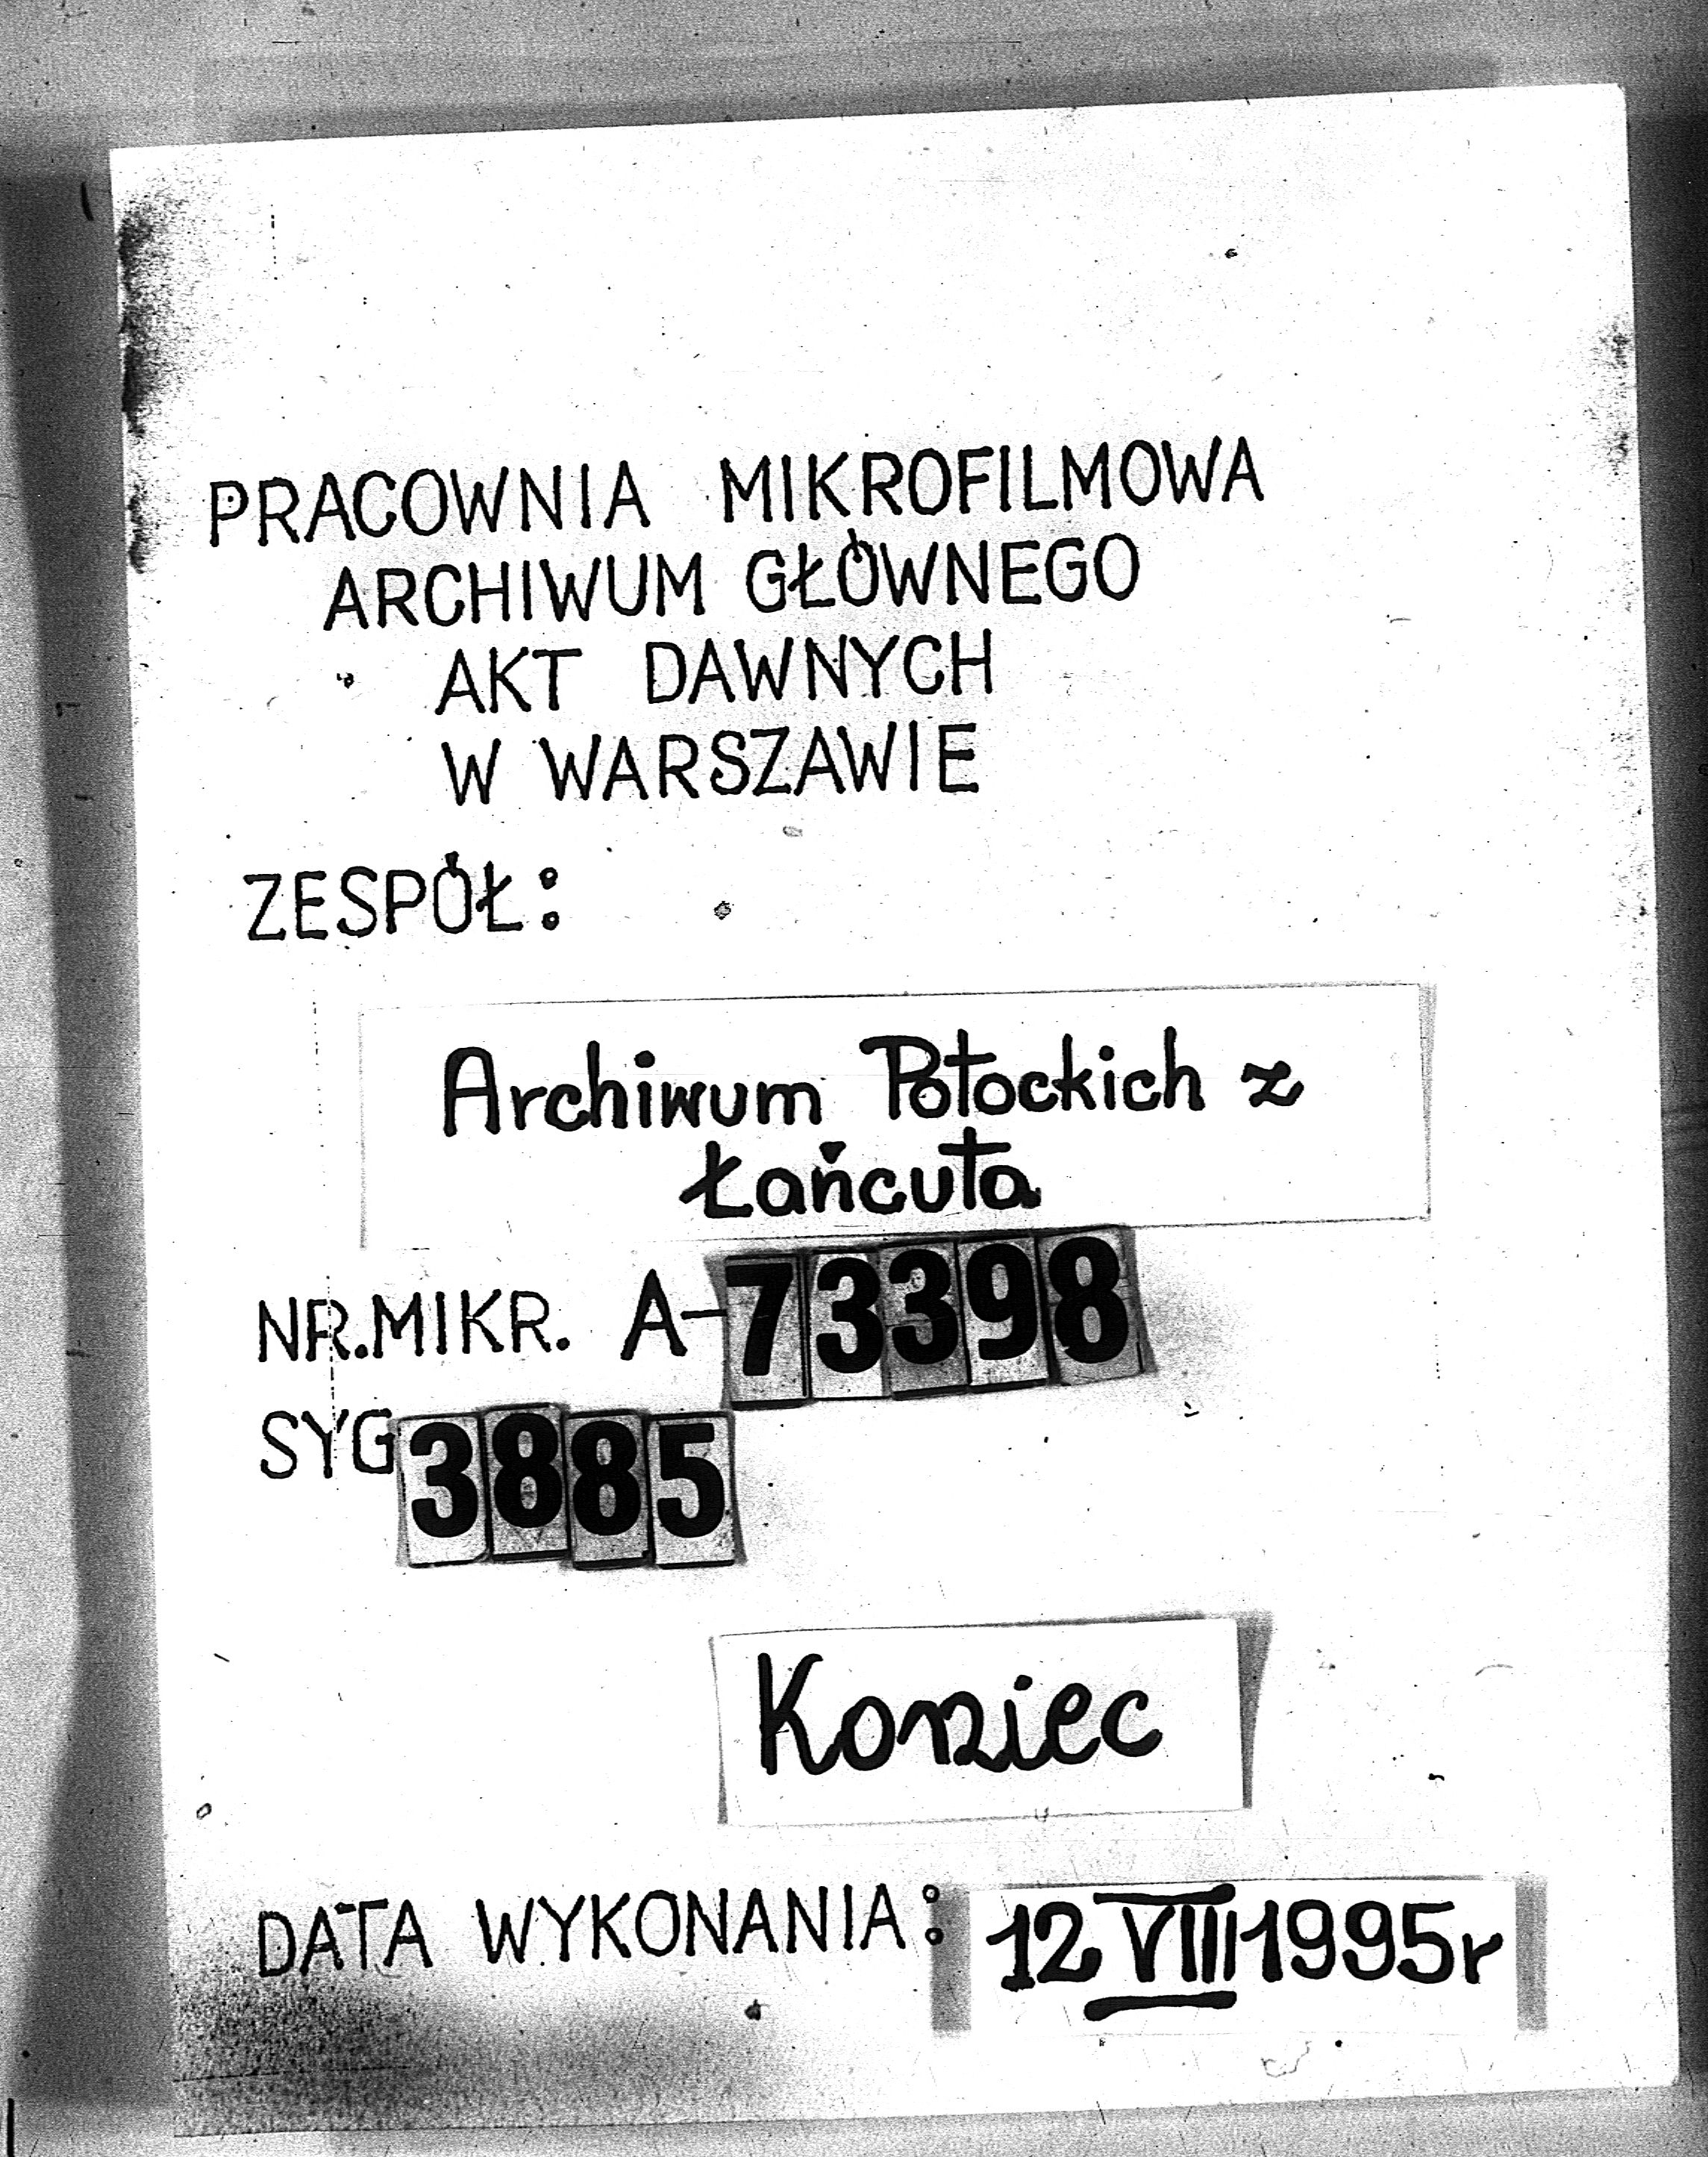 PRACOWNIA MIKROFILMOWA
ARCHIWUM GŁÓWNEGO
AKT DAWNYCH
W WARSZAWIE
ZESPÓŁ:
Archiwum Potockich z
Łańcuta
NR.MIKR. A-73398
SYG 3885
Koniec
DATA WYKONANIA: 12 VIII 1995r